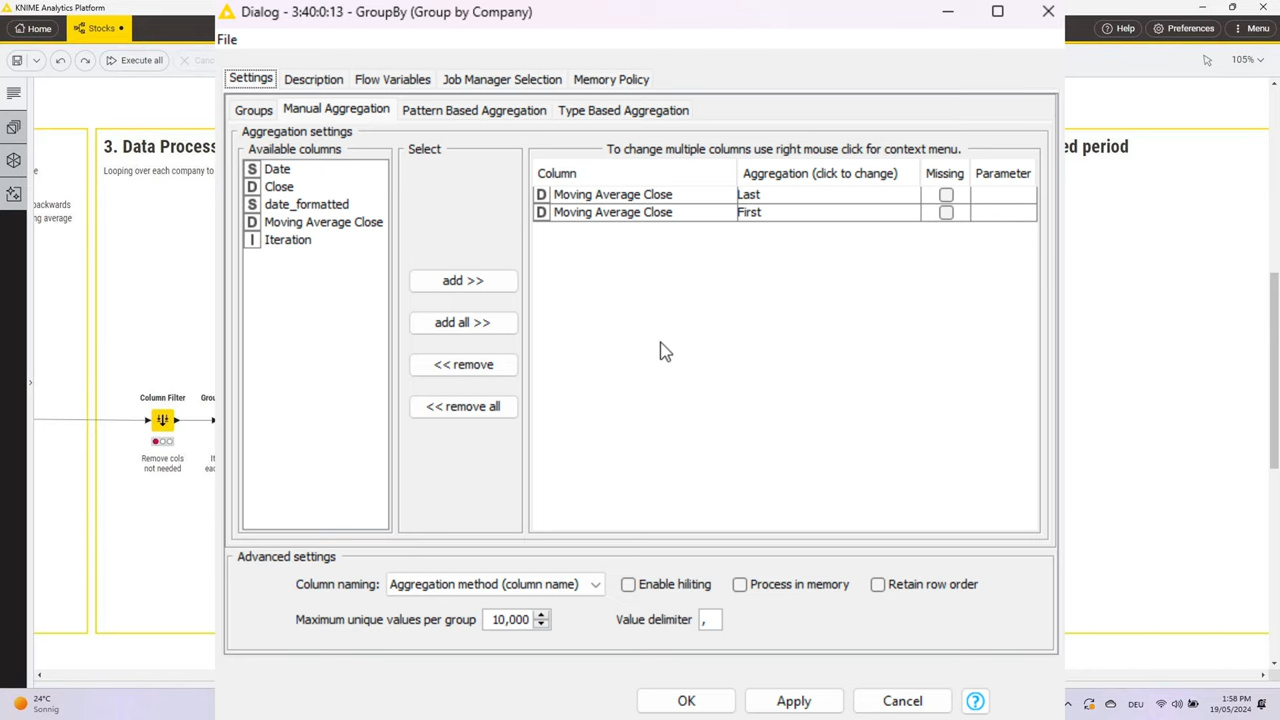 KNIME Analytics Platform
Dialog - 3:40:0:13 - GroupBy (Group by Company)
Home
Stocks
Help
Preferences
Menu
File
Execute all
Canc
105%
Settings
Description
Flow Variables
Job Manager Selection
Memory Policy
Groups
Manual Aggregation
Pattern Based Aggregation
Type Based Aggregation
Aggregation settings
Available columns
Select
To change multiple columns use right mouse click for context menu.
S Date
D Close
S date_formatted
D Moving Average Close
I Iteration
add >>
add all >>
<< remove
<< remove all
Column
Aggregation (click to change)
Missing
Parameter
D Moving Average Close Last
D Moving Average Close First
3. Data Process
Looping over each company to
backwards
ng average
ed period
Column Filter
Grou
Remove cols
not needed
It
eac
Advanced settings
Column naming: Aggregation method (column name)
Enable hiliting
Process in memory
Retain row order
Maximum unique values per group 10,000
Value delimiter ,
OK
Apply
Cancel
?
24°C
Sonnig
DEU
1:58 PM
19/05/2024